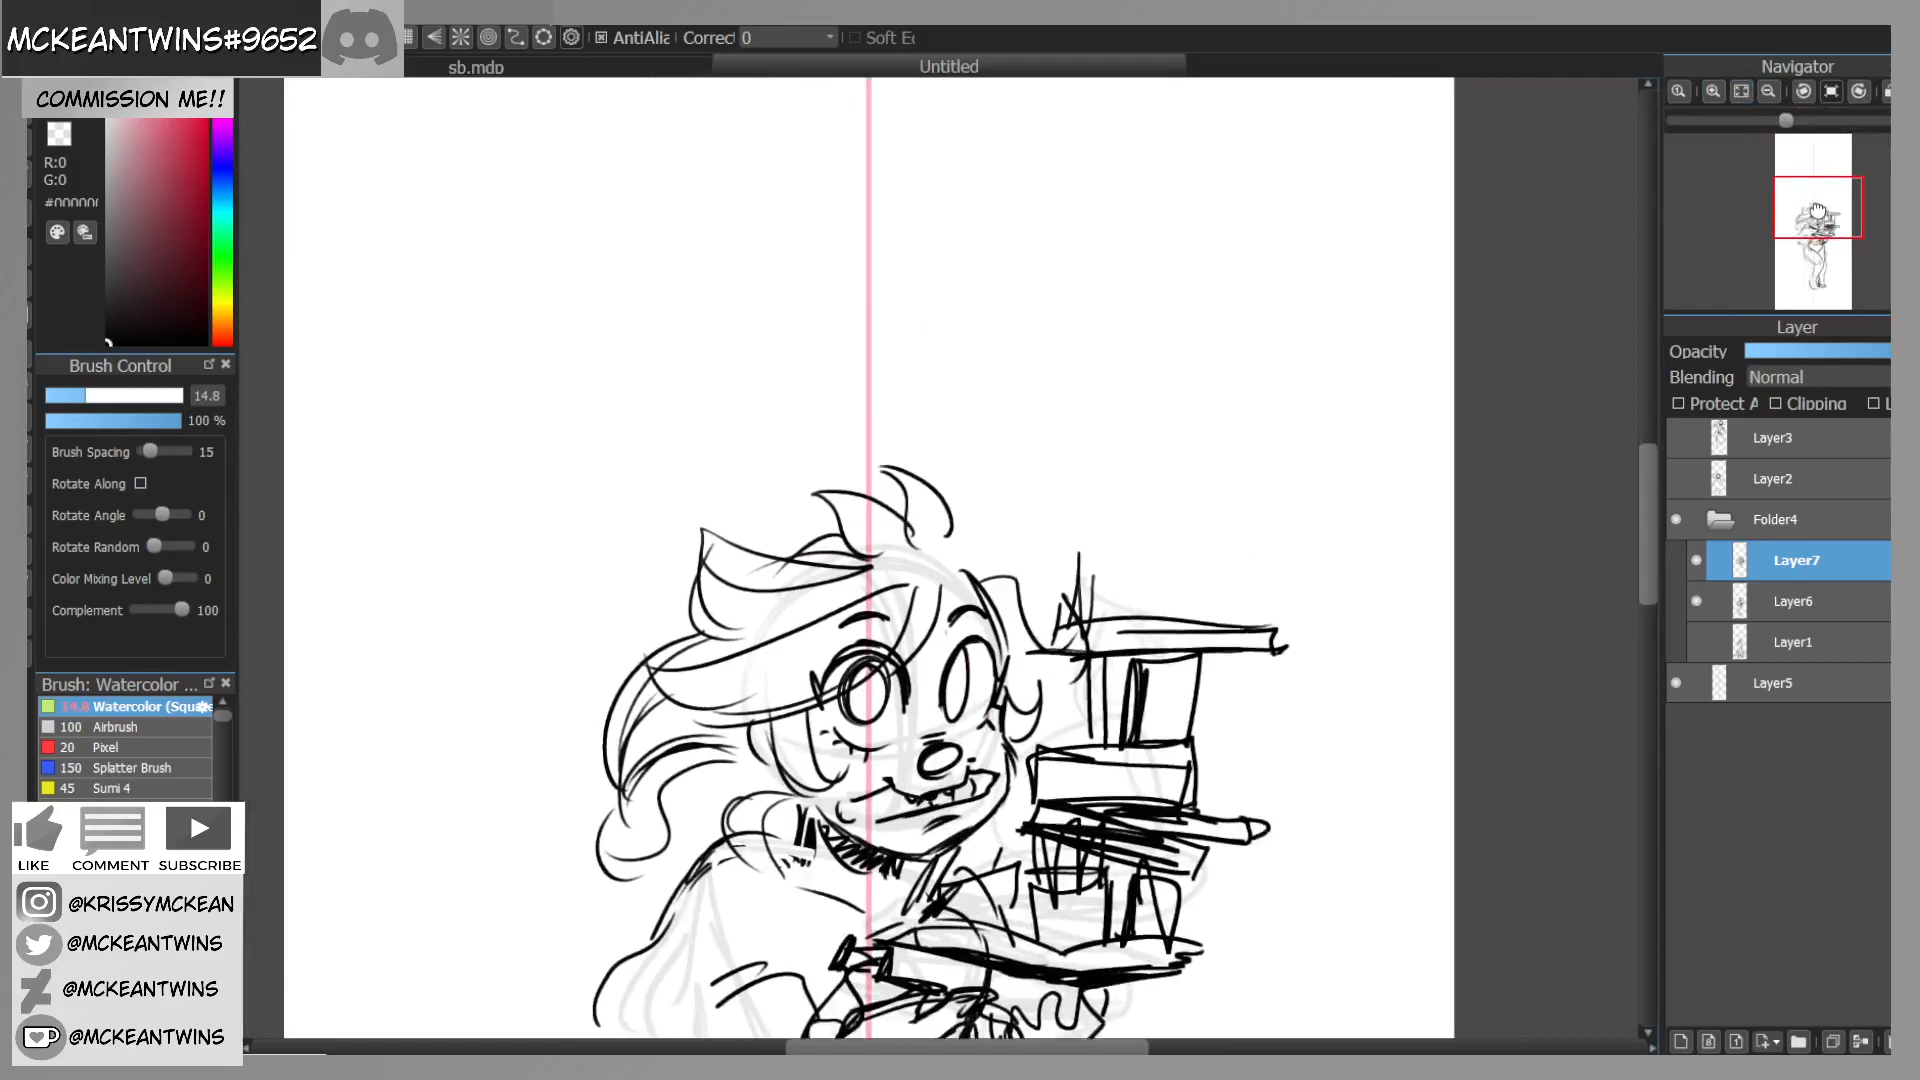 MCKEANTWINS#9652
COMMISSION ME!!
AntiAlia Correct 0 Soft Ec
sb.mdp
Untitled
R:0
G:0
#000000
Brush Control
14.8
100 %
Brush Spacing 15
Rotate Along
Rotate Angle 0
Rotate Random 0
Color Mixing Level 0
Complement 100
Brush: Watercolor ...
14.8 Watercolor (Square
100 Airbrush
20 Pixel
150 Splatter Brush
45 Sumi 4
LIKE COMMENT SUBSCRIBE
@KRISSYMCKEAN
@MCKEANTWINS
@MCKEANTWINS
@MCKEANTWINS
Navigator
Layer
Opacity
Blending Normal
Protect A Clipping L
Layer3
Layer2
Folder4
Layer7
Layer6
Layer1
Layer5